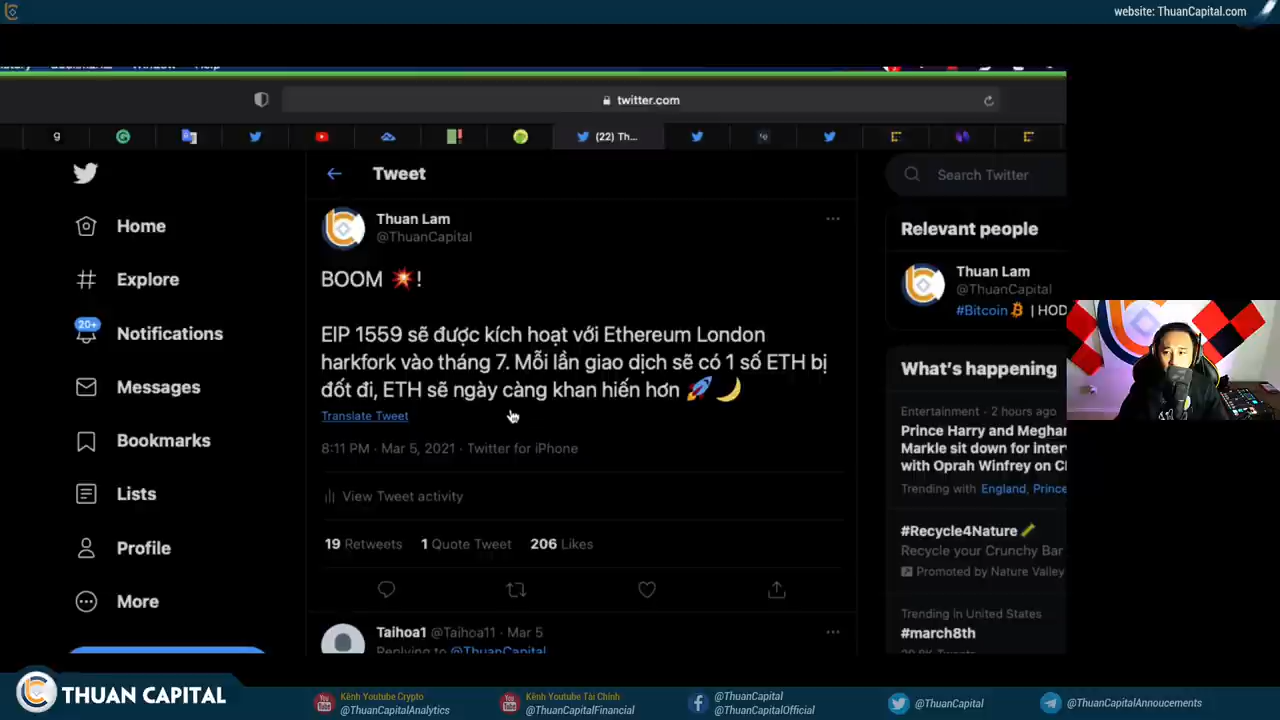 website: ThuanCapital.com
twitter.com
(22) Th...
Tweet
Search Twitter
Home
Explore
20+
Notifications
Messages
Bookmarks
Lists
Profile
More
Thuan Lam
@ThuanCapital
BOOM 💥!
EIP 1559 sẽ được kích hoạt với Ethereum London
harkfork vào tháng 7. Mỗi lần giao dịch sẽ có 1 số ETH bị
đốt đi, ETH sẽ ngày càng khan hiến hơn 🚀🌙
Translate Tweet
8:11 PM · Mar 5, 2021 · Twitter for iPhone
View Tweet activity
19 Retweets 1 Quote Tweet 206 Likes
Taihoa1 @Taihoa11 · Mar 5
Replying to @ThuanCapital
Relevant people
Thuan Lam
@ThuanCapital
#Bitcoin | HOD
What's happening
Entertainment · 2 hours ago
Prince Harry and Meghan
Markle sit down for inter
with Oprah Winfrey on C
Trending with England, Prince
#Recycle4Nature
Recycle your Crunchy Bar
Promoted by Nature Valley
Trending in United States
#march8th
THUAN CAPITAL
Kênh Youtube Crypto
@ThuanCapitalAnalytics
Kênh Youtube Tài Chính
@ThuanCapitalFinancial
@ThuanCapital
@ThuanCapitalOfficial
@ThuanCapital
@ThuanCapitalAnnoucements